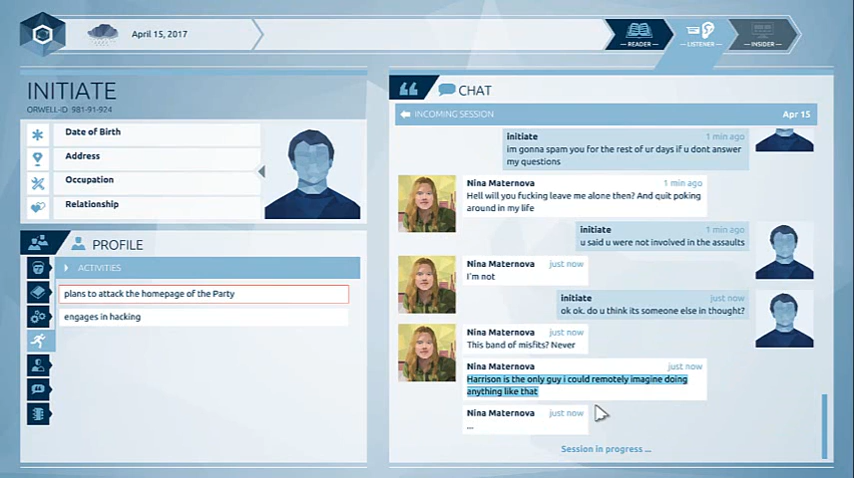 April 15, 2017
— READER —
— LISTENER —
— INSIDER —
INITIATE
ORWELL-ID 981-91-924
Date of Birth
Address
Occupation
Relationship
PROFILE
ACTIVITIES
plans to attack the homepage of the Party
engages in hacking
CHAT
INCOMING SESSION
Apr 15
initiate 1 min ago
im gonna spam you for the rest of ur days if u dont answer
my questions
Nina Maternova 1 min ago
Hell will you fucking leave me alone then? And quit poking
around in my life
initiate 1 min ago
u said u were not involved in the assaults
Nina Maternova just now
I'm not
initiate just now
ok ok. do u think its someone else in thought?
Nina Maternova just now
This band of misfits? Never
Nina Maternova just now
Harrison is the only guy i could remotely imagine doing
anything like that
Nina Maternova just now
...
Session in progress ...